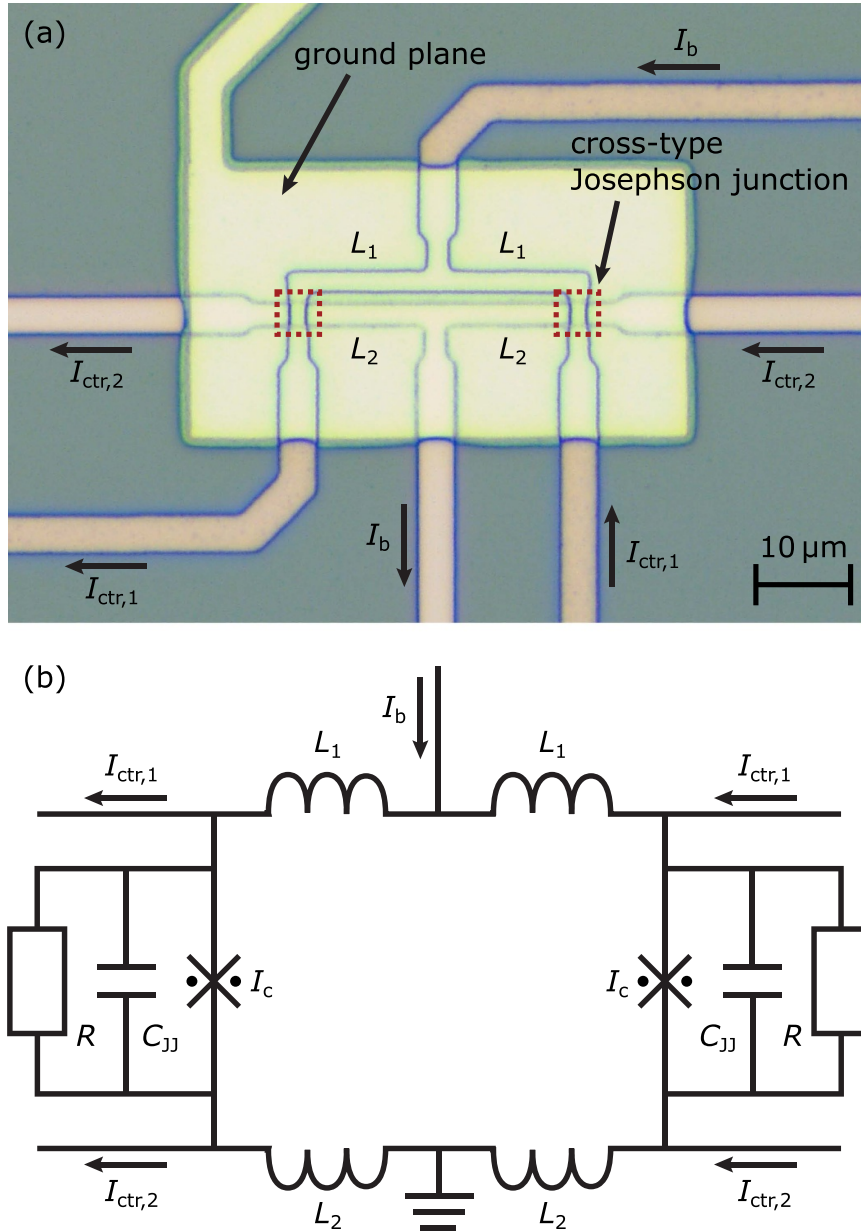 (a)
I_b
ground plane
cross-type
Josephson junction
L_1
L_1
L_2
L_2
I_ctr,2
I_ctr,2
I_b
I_ctr,1
I_ctr,1
10 µm
(b)
I_b
L_1
L_1
I_ctr,1
I_ctr,1
I_c
I_c
R
C_JJ
C_JJ
R
I_ctr,2
L_2
L_2
I_ctr,2